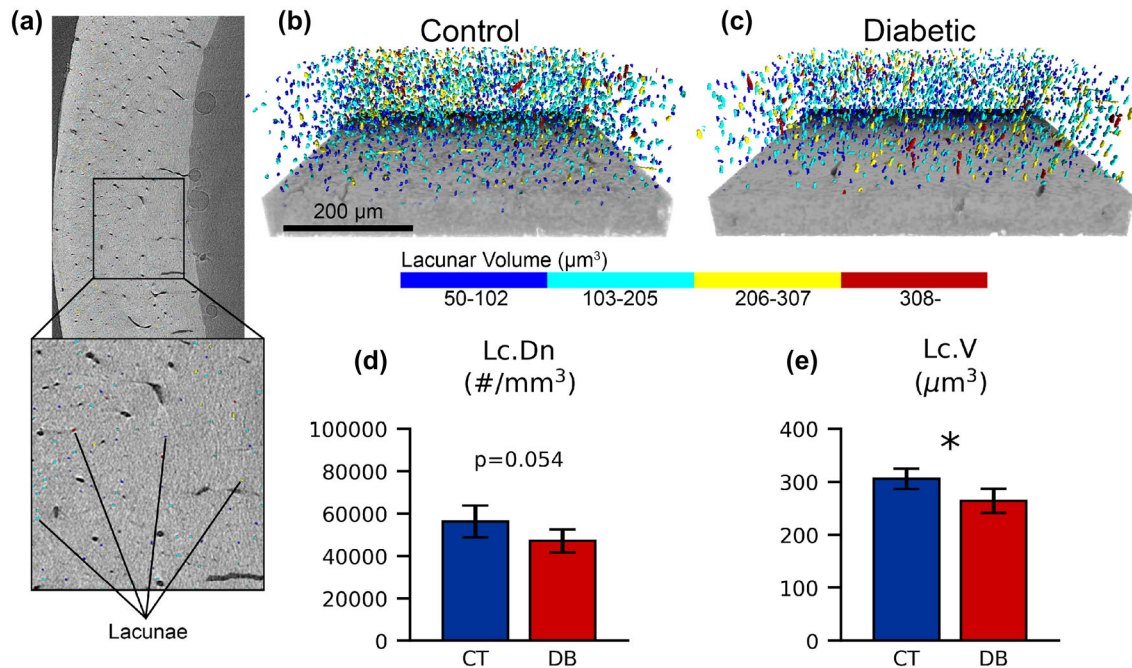 (a)
(b)
Control
(c)
Diabetic
200 μm
Lacunar Volume (μm³)
50-102
103-205
206-307
308-
Lacunae
(d)
Lc.Dn
(#/mm³)
100000
80000
60000
40000
20000
0
p=0.054
CT
DB
(e)
Lc.V
(μm³)
400
300
200
100
0
*
CT
DB